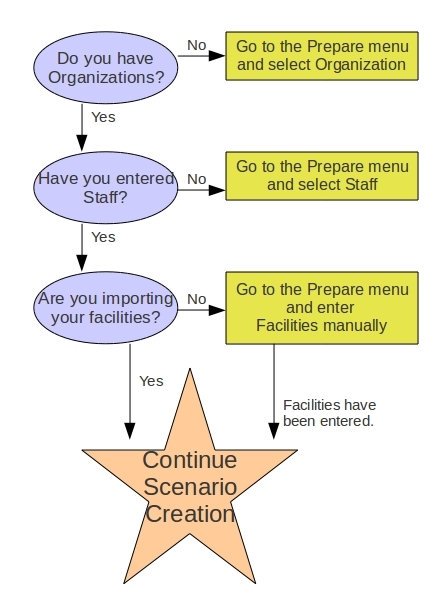 Do you have
Organizations?
No
Go to the Prepare menu
and select Organization
Yes
Have you entered
Staff?
No
Go to the Prepare menu
and select Staff
Yes
Are you importing
your facilities?
No
Go to the Prepare menu
and enter
Facilities manually
Yes
Facilities have
been entered.
Continue
Scenario
Creation